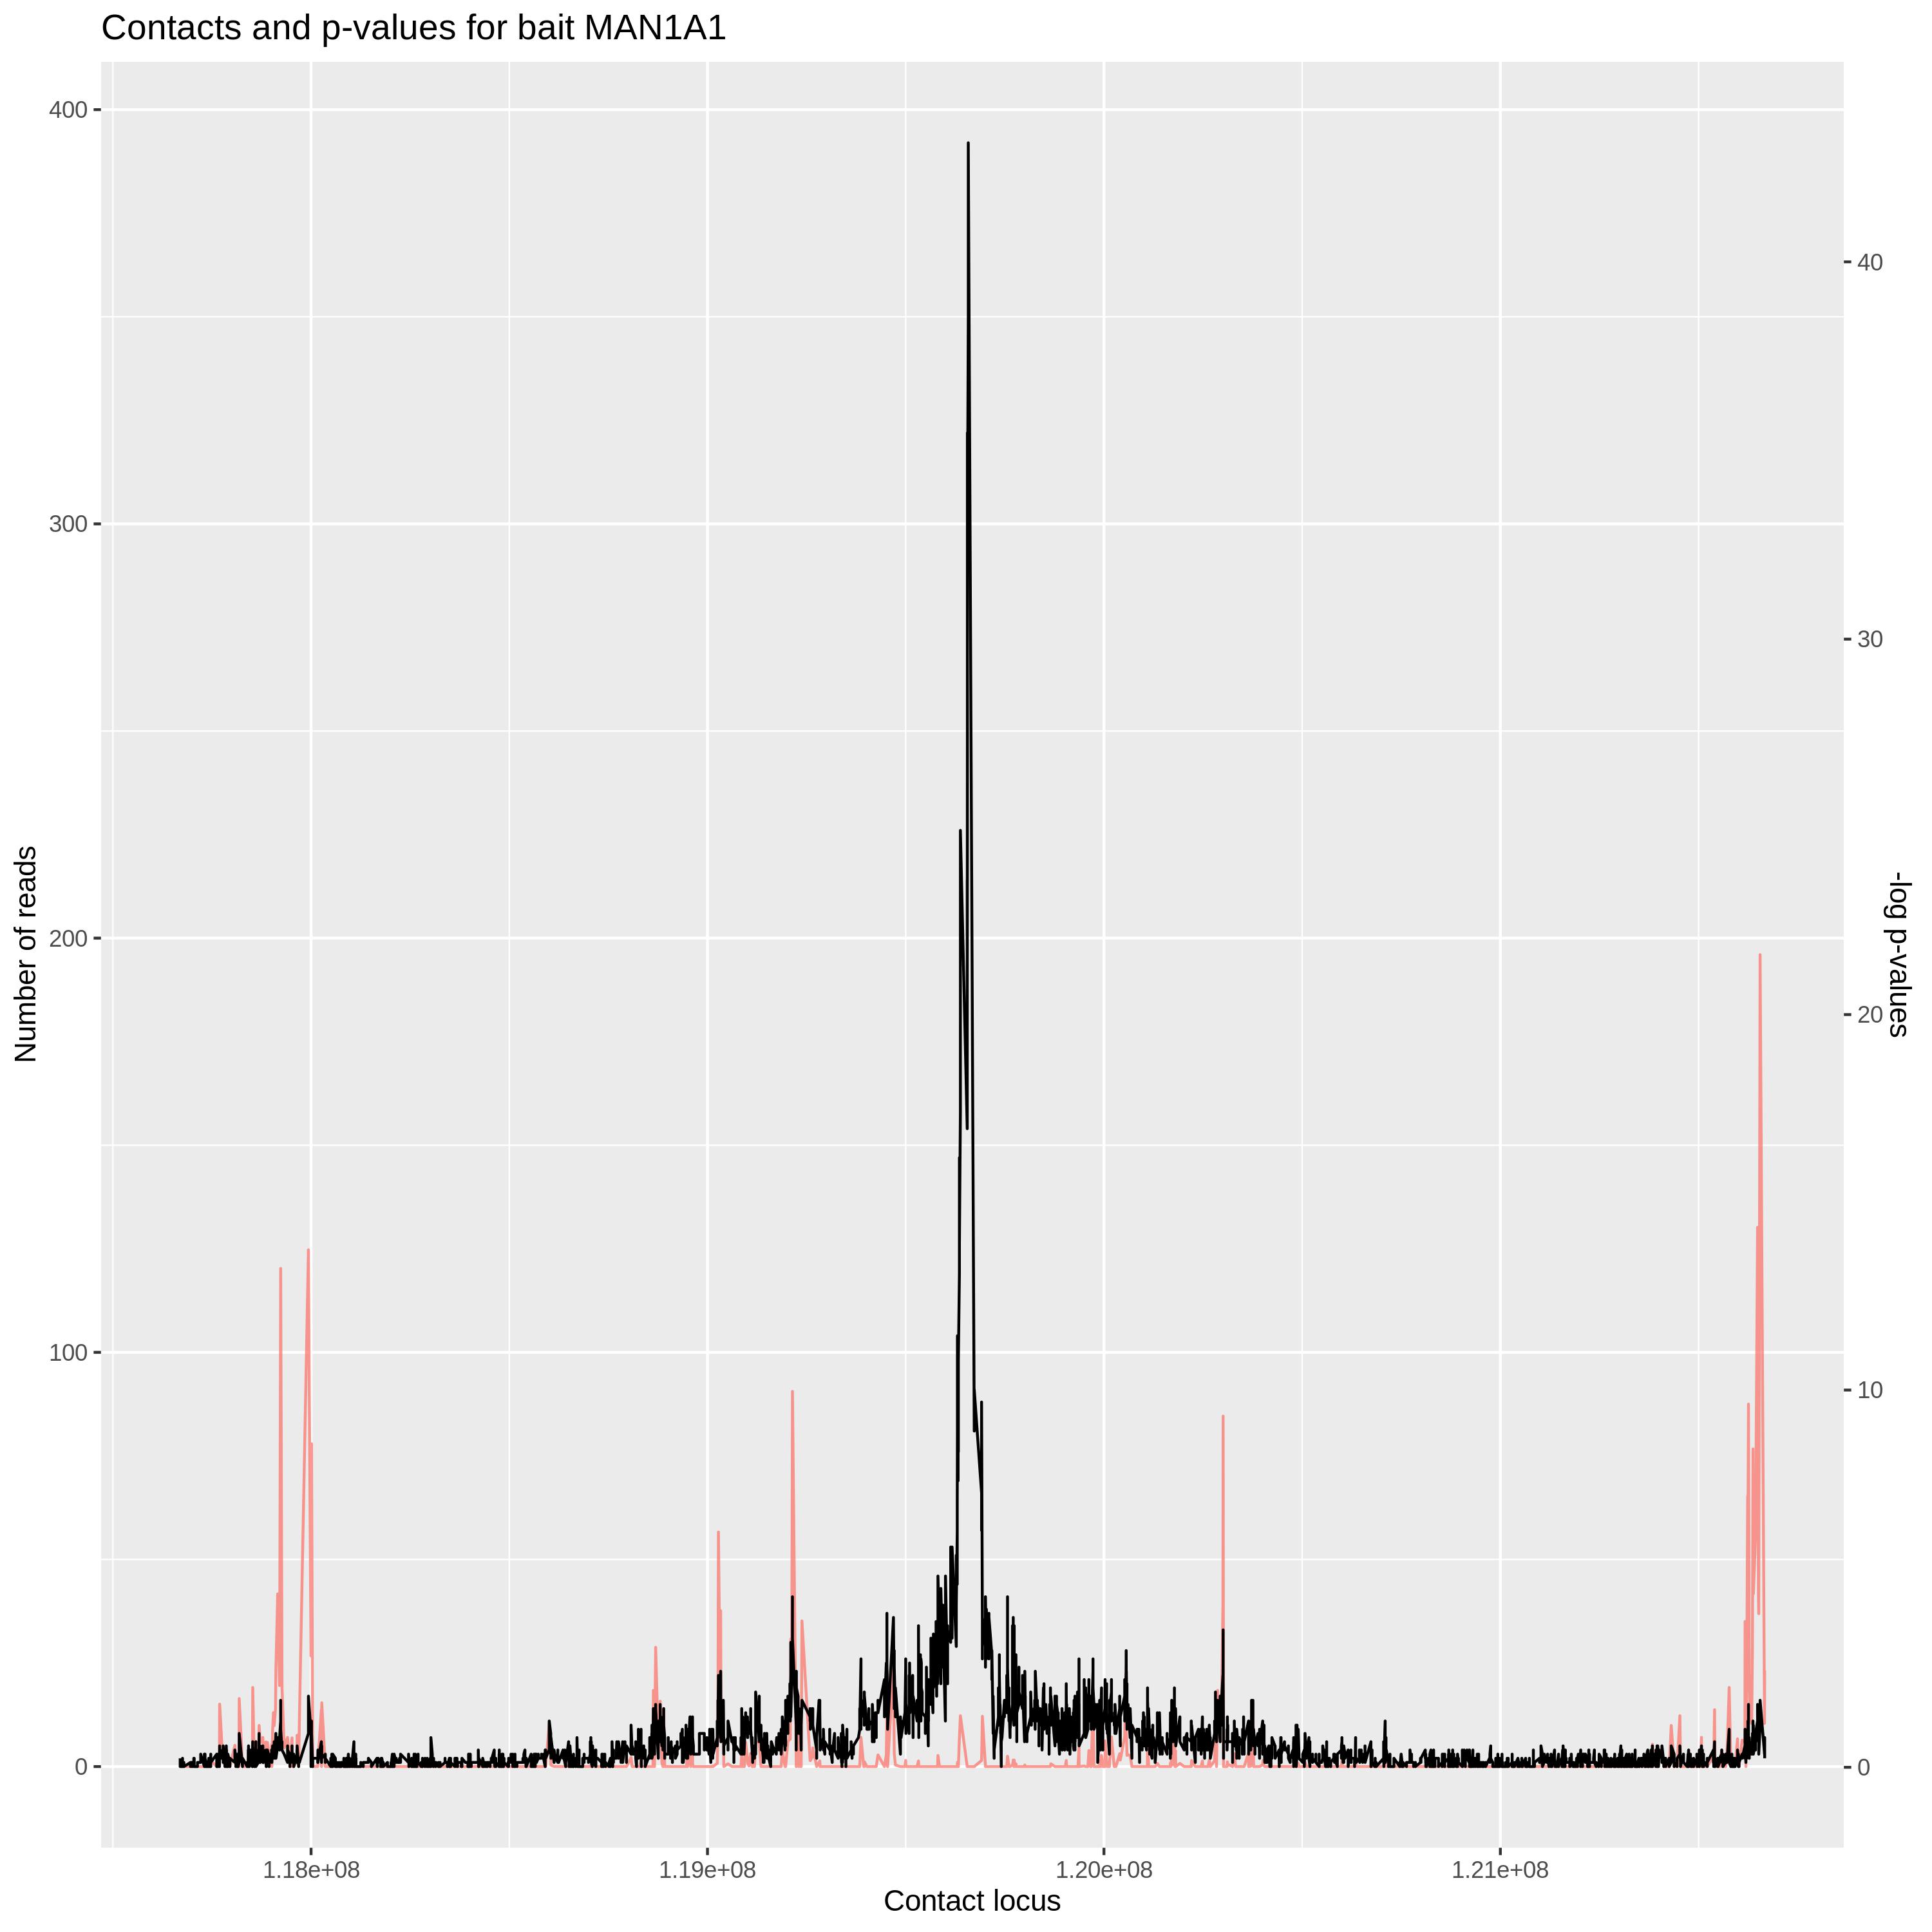 Contacts and p-values for bait MAN1A1
400
300
200
100
0
Number of reads
40
30
20
10
0
-log p-values
1.18e+08
1.19e+08
1.20e+08
1.21e+08
Contact locus